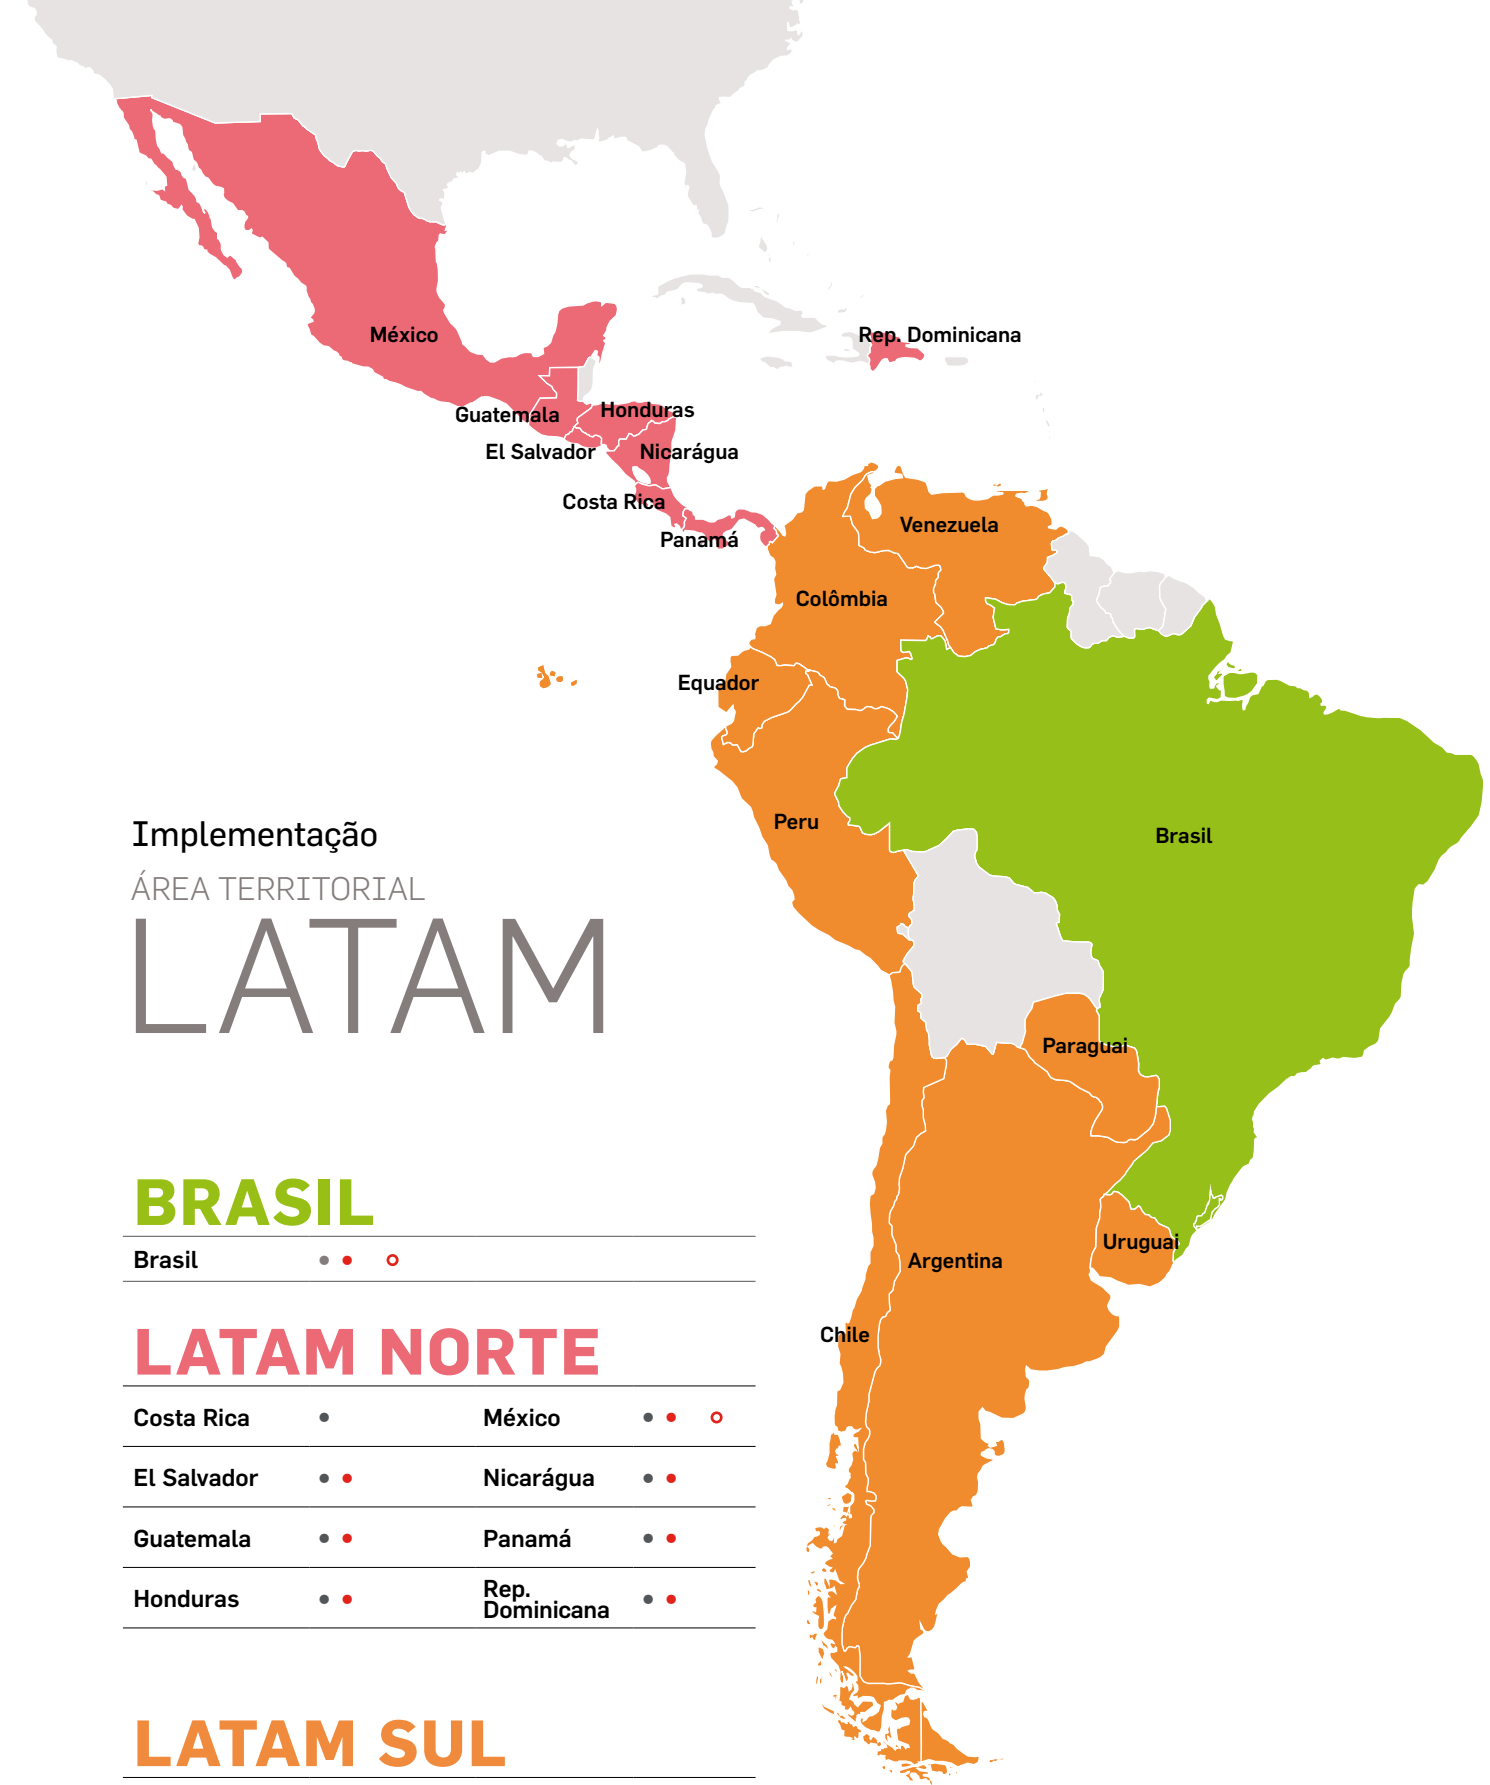 México
Rep. Dominicana
Guatemala
Honduras
El Salvador
Nicarágua
Costa Rica
Panamá
Venezuela
Colômbia
Equador
Peru
Brasil
Paraguai
Uruguai
Argentina
Chile
Implementação
ÁREA TERRITORIAL
LATAM
BRASIL
Brasil
LATAM NORTE
Costa Rica
México
El Salvador
Nicarágua
Guatemala
Panamá
Honduras
Rep.
Dominicana
LATAM SUL